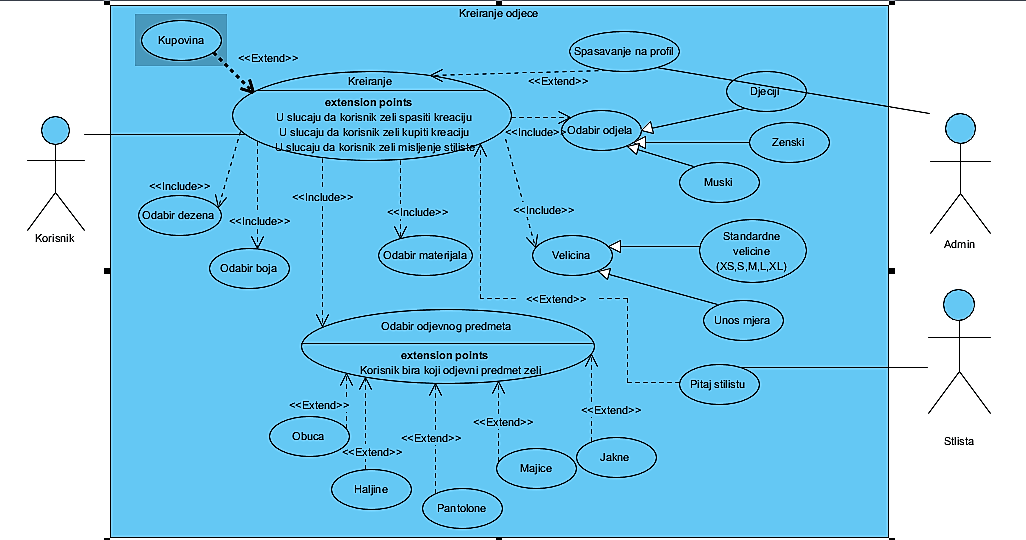 Kreiranje odjece
Kupovina
<<Extend>>
Spasavanje na profil
<<Extend>>
Kreiranje
extension points
U slucaju da korisnik zeli spasiti kreaciju
U slucaju da korisnik zeli kupiti kreaciju
U slucaju da korisnik zeli misljenje stiliste
<<Include>>
Odabir odjela
Djeciji
Zenski
Muski
Korisnik
Admin
<<Include>>
Odabir dezena
<<Include>>
Odabir boja
<<Include>>
<<Include>>
Odabir materijala
<<Include>>
Velicina
Standardne
velicine
(XS,S,M,L,XL)
Unos mjera
<<Extend>>
Odabir odjevnog predmeta
extension points
Korisnik bira koji odjevni predmet zeli
Pitaj stilistu
Stlista
<<Extend>>
Obuca
<<Extend>>
Haljine
<<Extend>>
Pantolone
<<Extend>>
Majice
<<Extend>>
Jakne